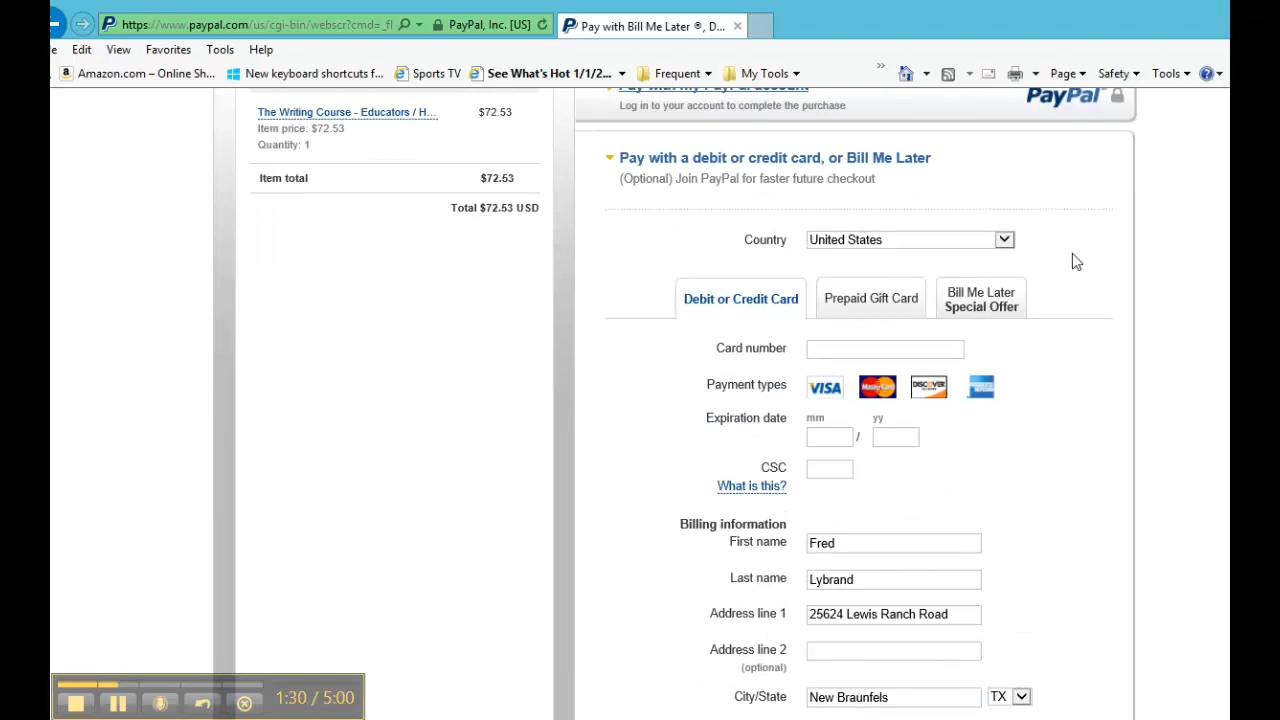 https://www.paypal.com/us/cgi-bin/webscr?cmd=_fl
PayPal, Inc. [US]
Pay with Bill Me Later ®, D...
Edit View Favorites Tools Help
Amazon.com – Online Sh...
New keyboard shortcuts f...
Sports TV
See What's Hot 1/1/2...
Frequent
My Tools
Page
Safety
Tools
Pay with my PayPal account
Log in to your account to complete the purchase
PayPal
The Writing Course - Educators / H... $72.53
Item price: $72.53
Quantity: 1
Item total $72.53
Total $72.53 USD
Pay with a debit or credit card, or Bill Me Later
(Optional) Join PayPal for faster future checkout
Country United States
Debit or Credit Card
Prepaid Gift Card
Bill Me Later
Special Offer
Card number
Payment types VISA MasterCard DISCOVER
Expiration date mm yy
/
CSC
What is this?
Billing information
First name Fred
Last name Lybrand
Address line 1 25624 Lewis Ranch Road
Address line 2
(optional)
City/State New Braunfels TX
1:30 / 5:00